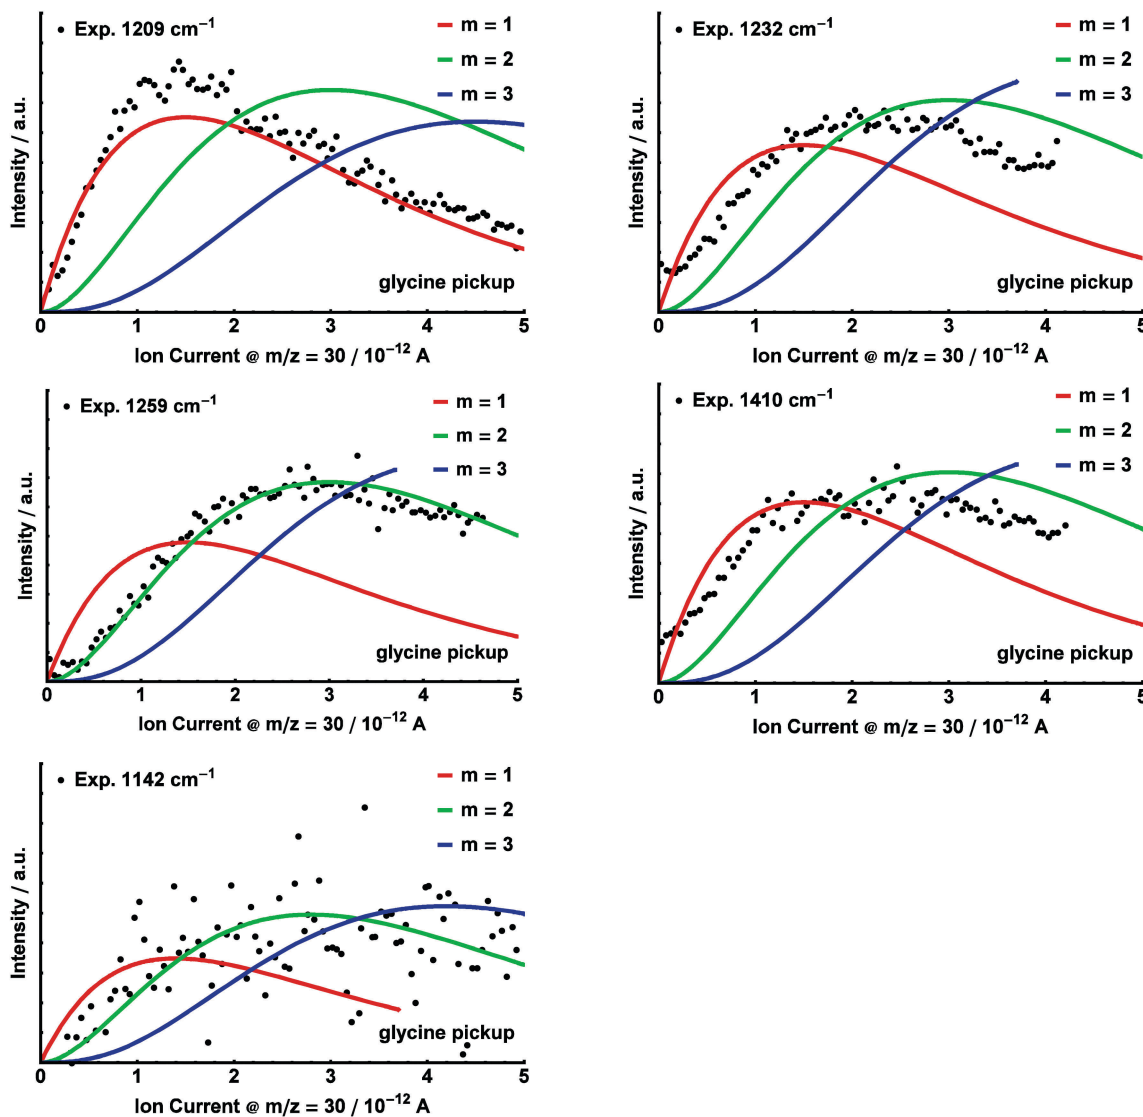 • Exp. 1209 cm⁻¹
m = 1
m = 2
m = 3
Intensity / a.u.
glycine pickup
0 1 2 3 4 5
Ion Current @ m/z = 30 / 10⁻¹² A
• Exp. 1232 cm⁻¹
m = 1
m = 2
m = 3
Intensity / a.u.
glycine pickup
0 1 2 3 4 5
Ion Current @ m/z = 30 / 10⁻¹² A
• Exp. 1259 cm⁻¹
m = 1
m = 2
m = 3
Intensity / a.u.
glycine pickup
0 1 2 3 4 5
Ion Current @ m/z = 30 / 10⁻¹² A
• Exp. 1410 cm⁻¹
m = 1
m = 2
m = 3
Intensity / a.u.
glycine pickup
0 1 2 3 4 5
Ion Current @ m/z = 30 / 10⁻¹² A
• Exp. 1142 cm⁻¹
m = 1
m = 2
m = 3
Intensity / a.u.
glycine pickup
0 1 2 3 4 5
Ion Current @ m/z = 30 / 10⁻¹² A